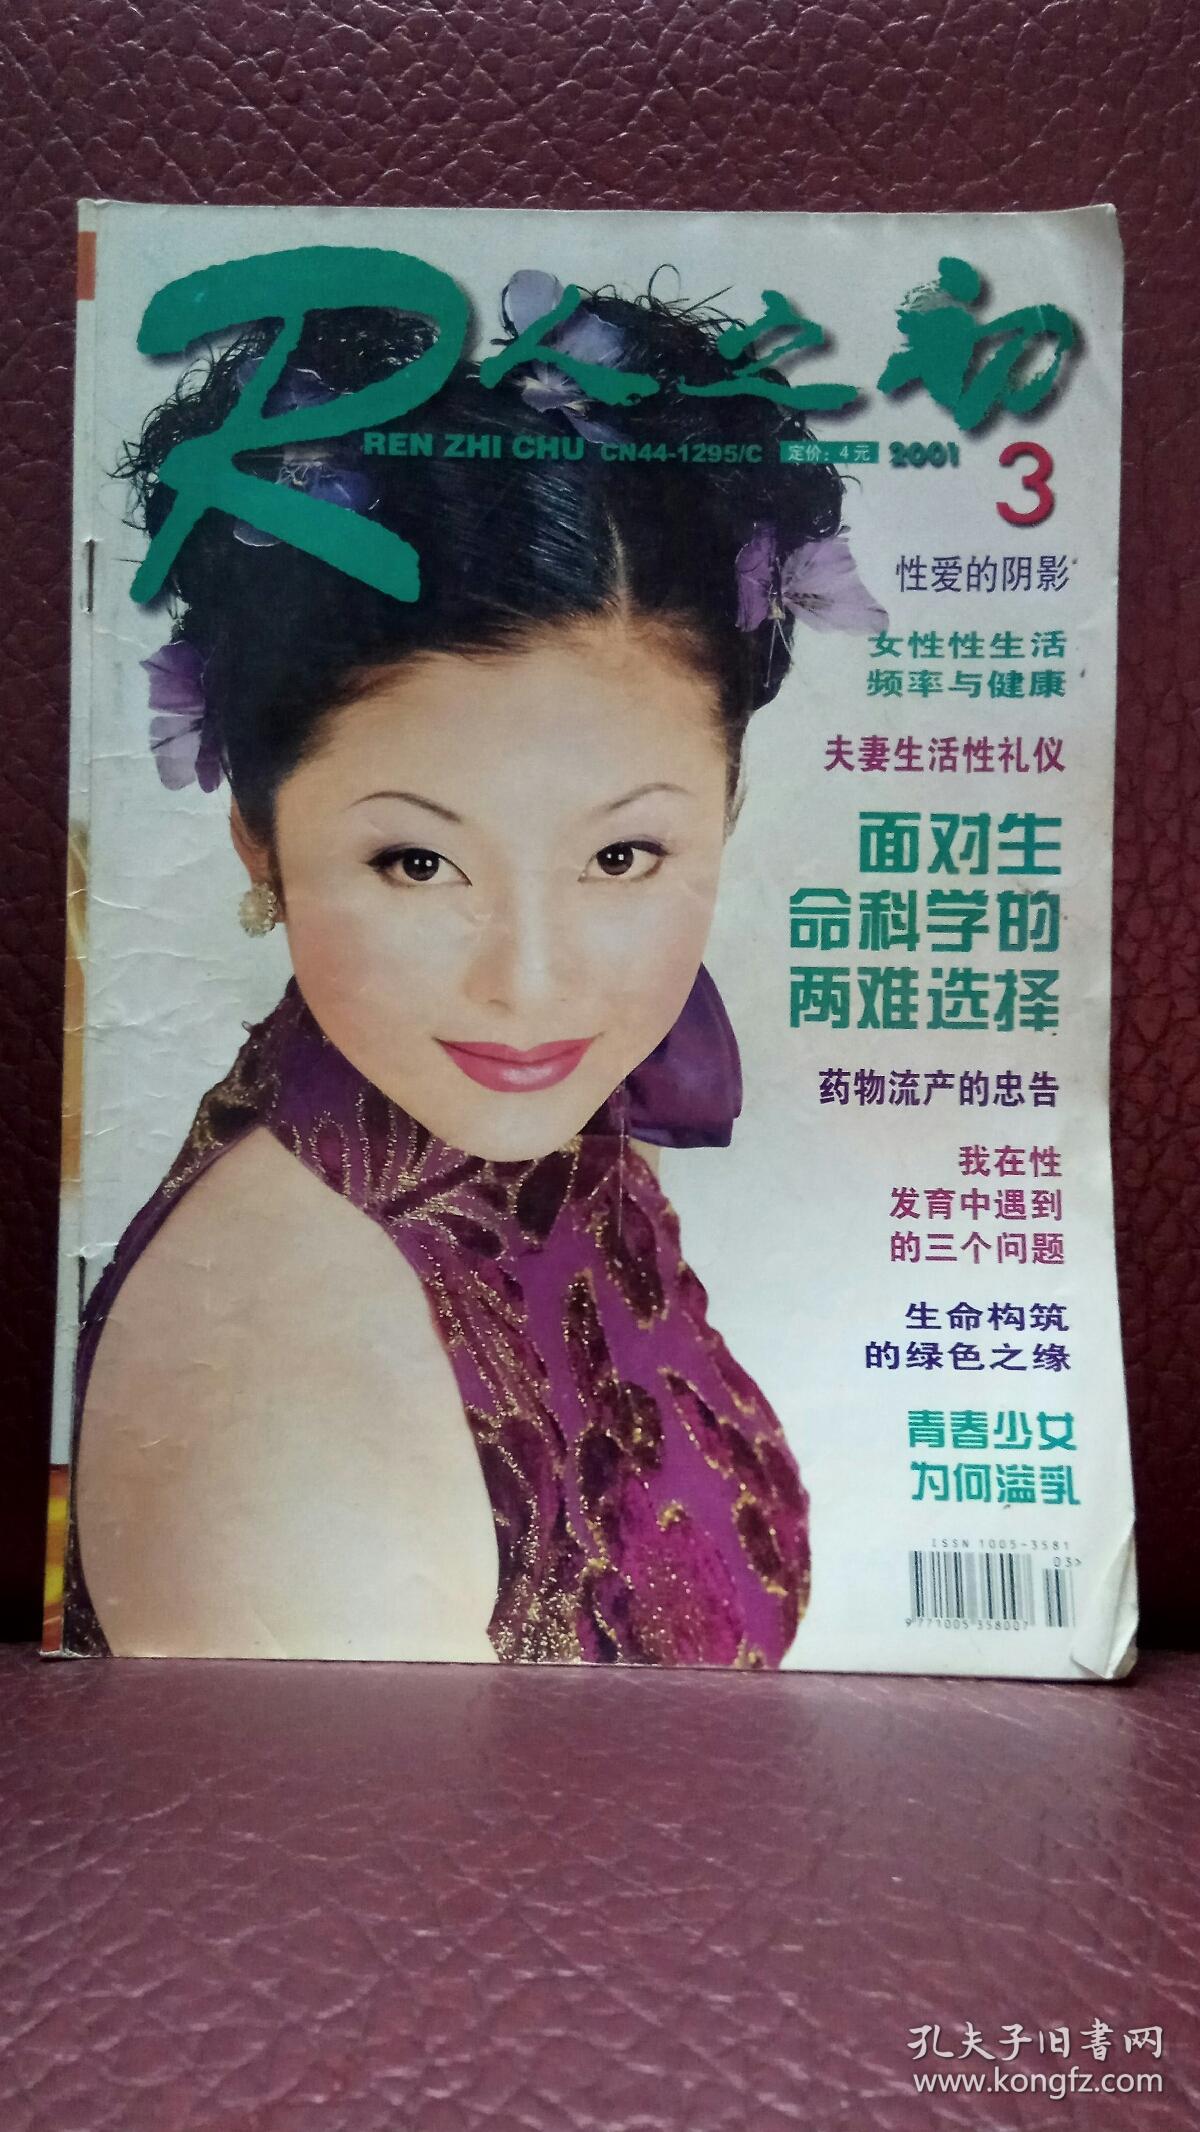 R人之初
REN ZHI CHU CN44-1295/C 定价：4元 2001
3
性爱的阴影
女性性生活
频率与健康
夫妻生活性礼仪
面对生
命科学的
两难选择
药物流产的忠告
我在性
发育中遇到
的三个问题
生命构筑
的绿色之缘
青春少女
为何溢乳
ISSN 1005-3581
03>
9771005358007
孔夫子旧书网
www.kongfz.com